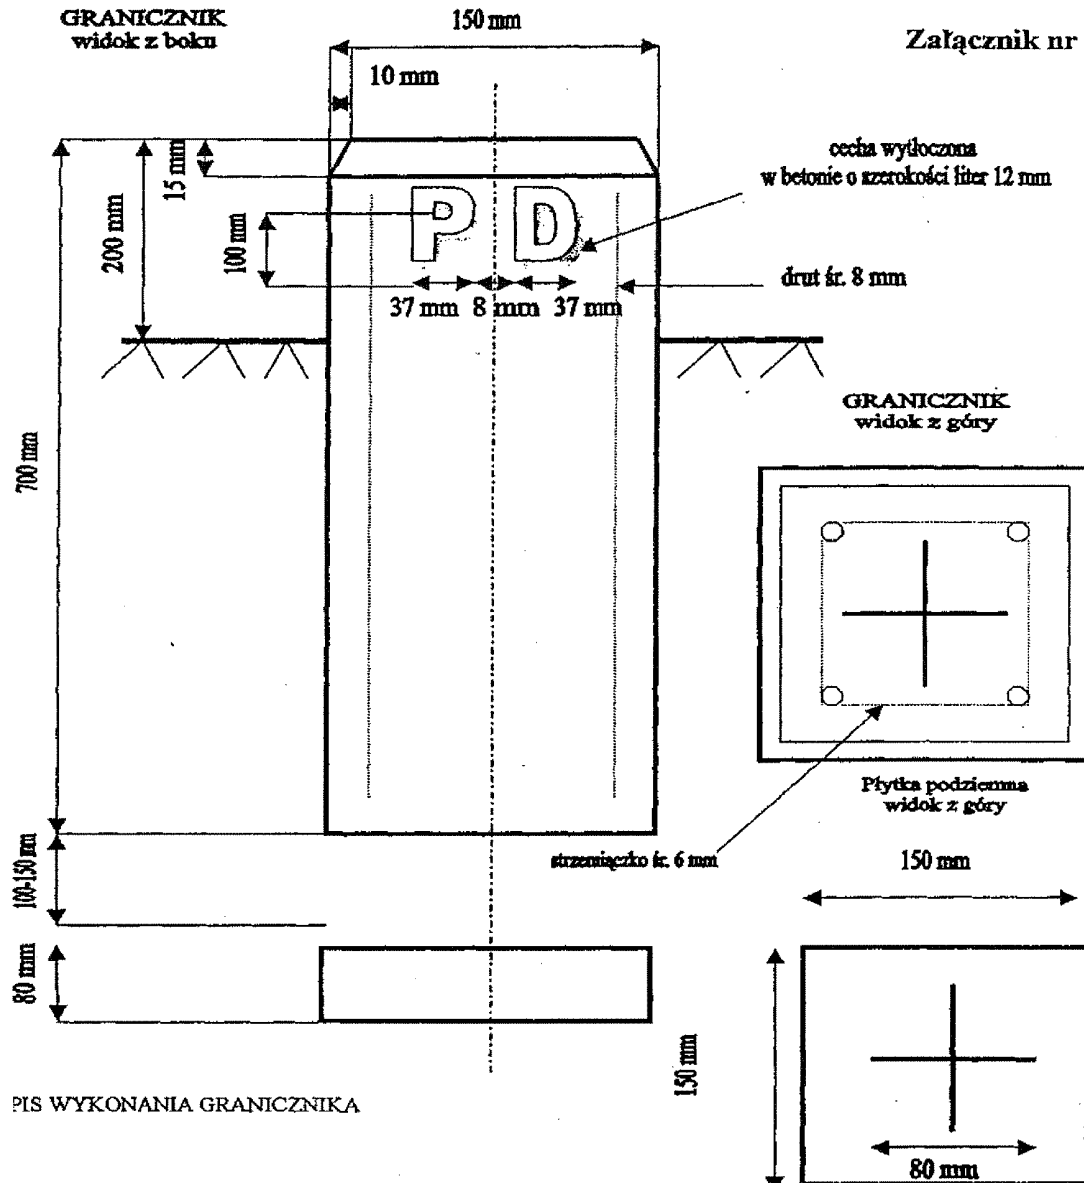 GRANICZNIK
widok z boku
150 mm
Załącznik nr
10 mm
15 mm
200 mm
100 mm
700 mm
cecha wytłoczona
w betonie o szerokości liter 12 mm
P D
37 mm 8 mm 37 mm
drut śr. 8 mm
GRANICZNIK
widok z góry
Płytka podziemna
widok z góry
strzemiączko śr. 6 mm
100-150 mm
80 mm
150 mm
150 mm
80 mm
PIS WYKONANIA GRANICZNIKA